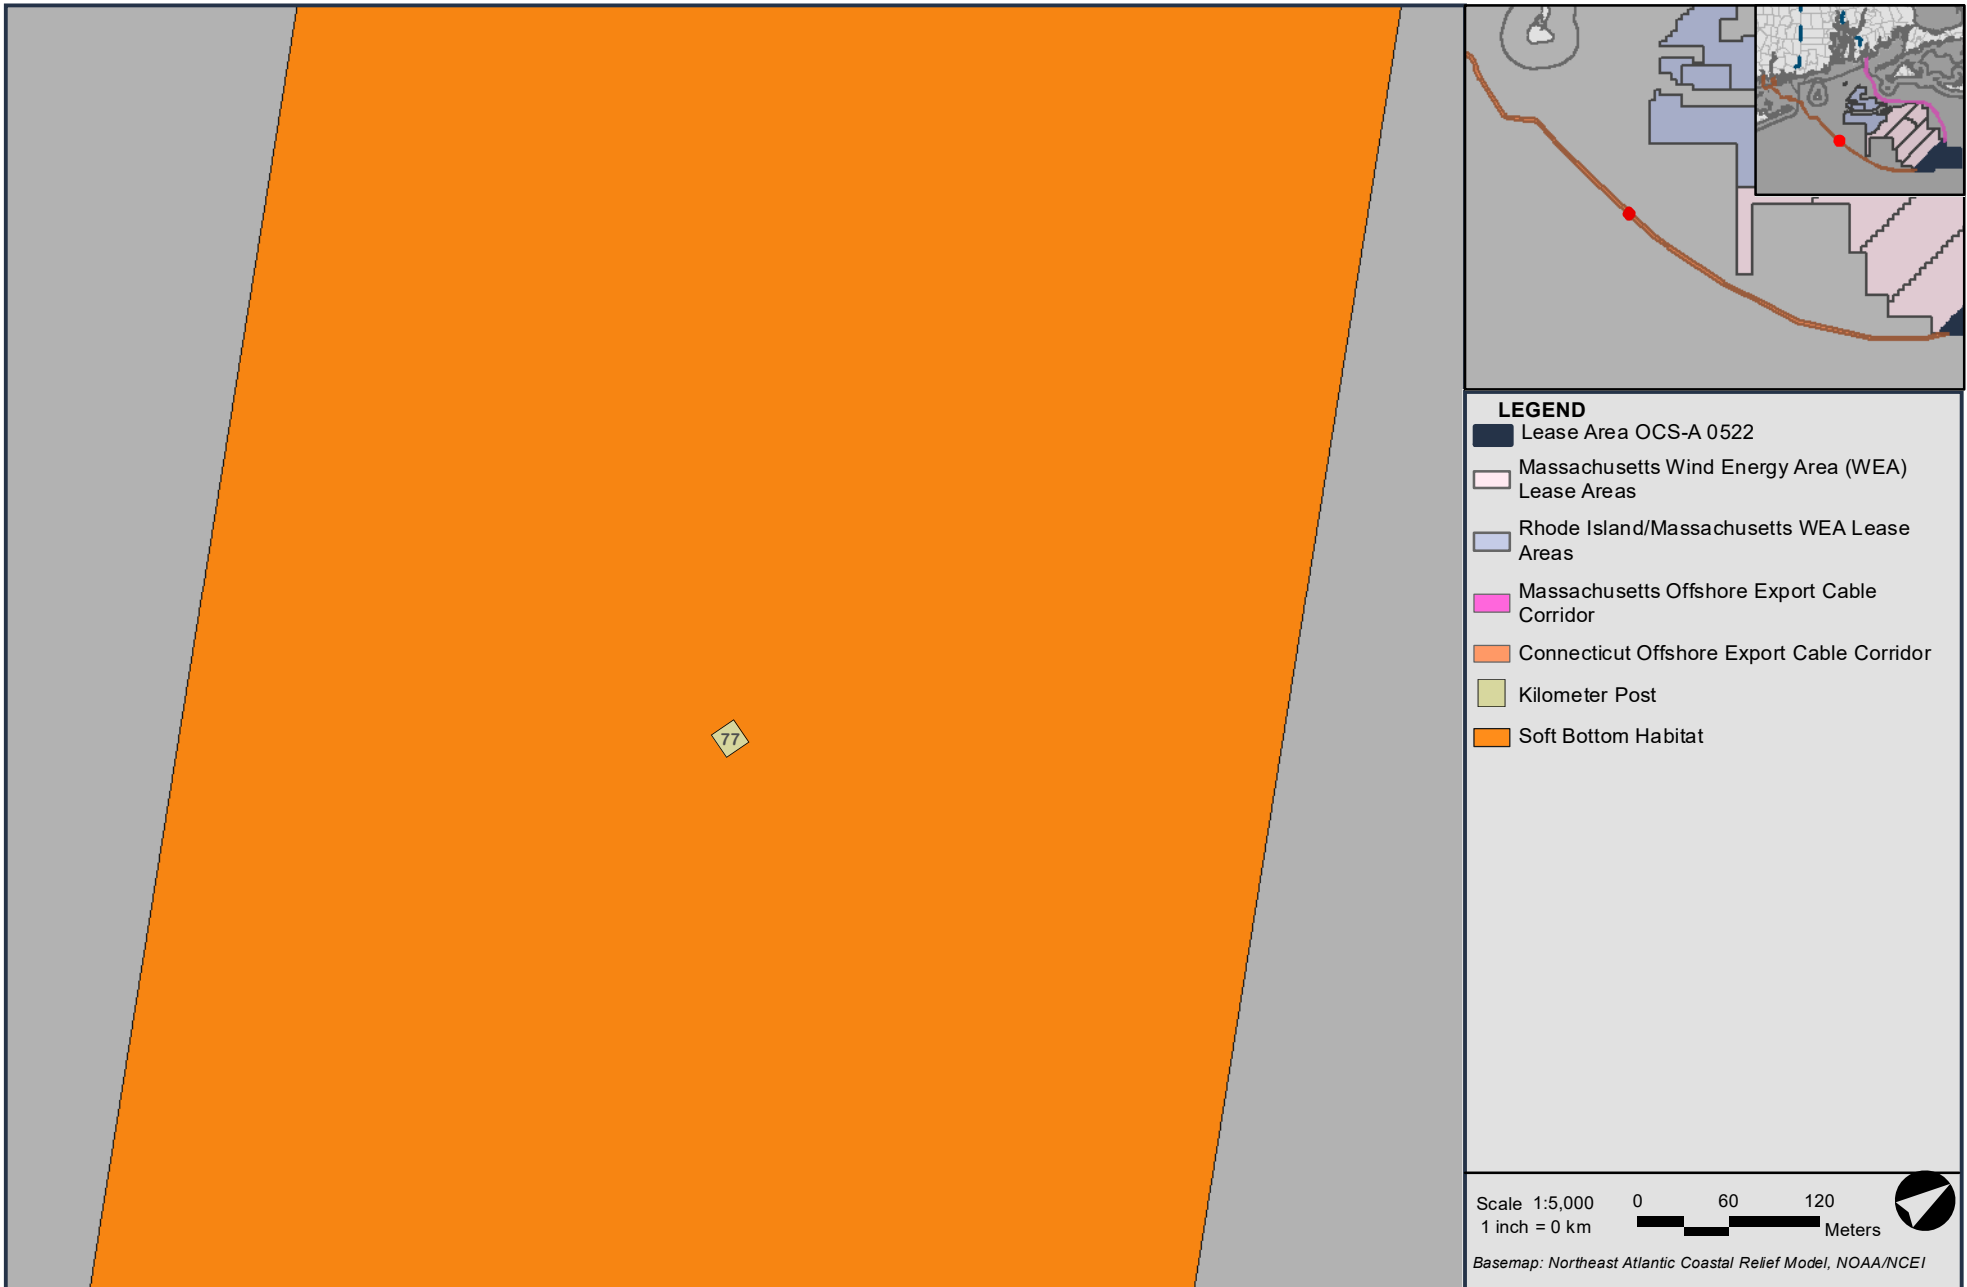 77
LEGEND
Lease Area OCS-A 0522
Massachusetts Wind Energy Area (WEA)
Lease Areas
Rhode Island/Massachusetts WEA Lease
Areas
Massachusetts Offshore Export Cable
Corridor
Connecticut Offshore Export Cable Corridor
Kilometer Post
Soft Bottom Habitat
Scale 1:5,000
1 inch = 0 km
0 60 120
Meters
Basemap: Northeast Atlantic Coastal Relief Model, NOAA/NCEI